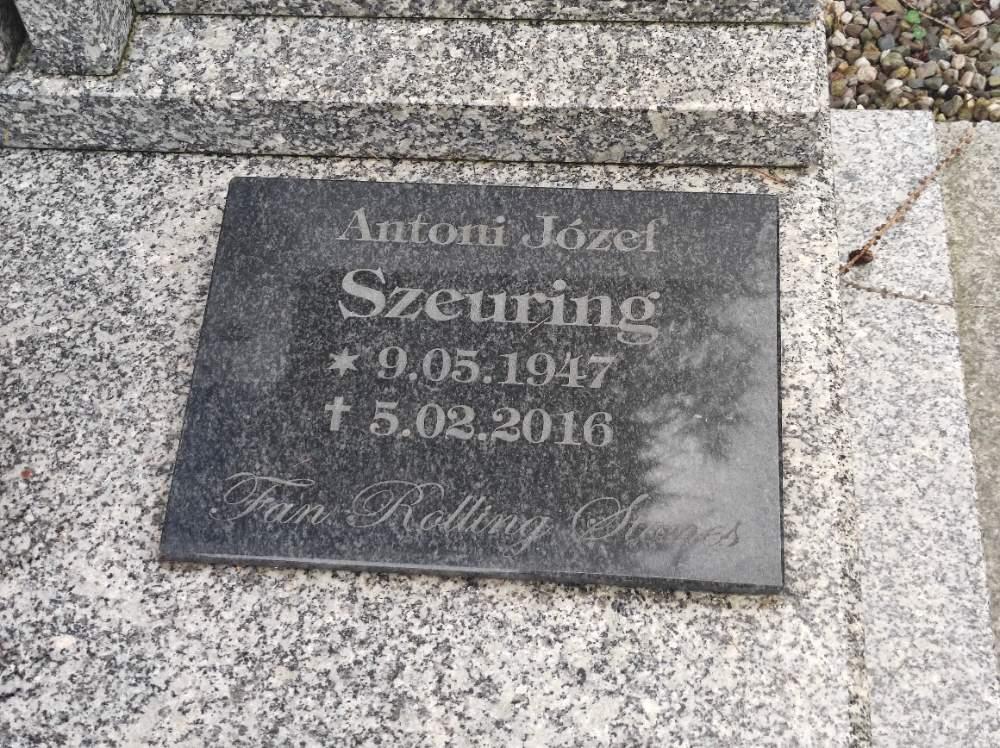 Antoni Józef
Szeuring
* 9.05.1947
† 5.02.2016
Fan Rolling Stones